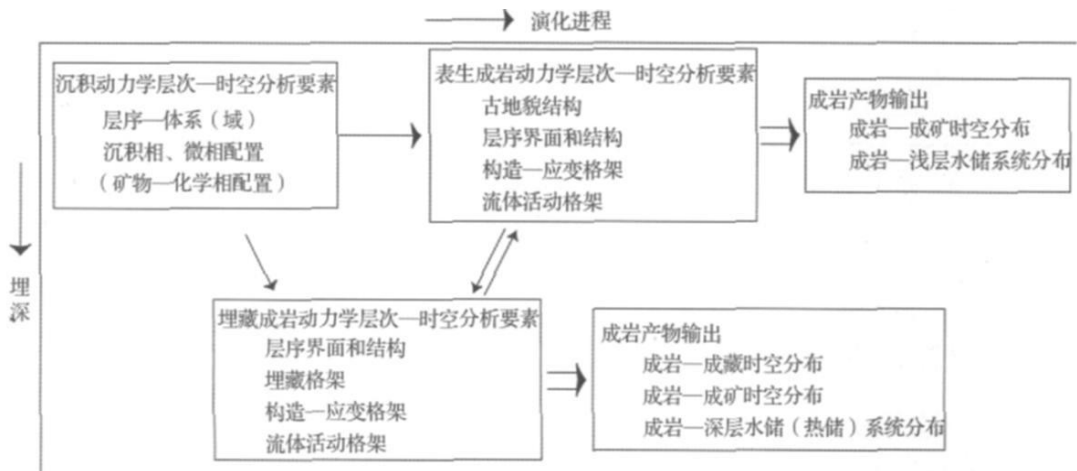 演化进程
沉积动力学层次—时空分析要素
层序—体系（域）
沉积相、微相配置
（矿物—化学相配置）
表生成岩动力学层次—时空分析要素
古地貌结构
层序界面和结构
构造—应变格架
流体活动格架
成岩产物输出
成岩—成矿时空分布
成岩—浅层水储系统分布
埋深
埋藏成岩动力学层次—时空分析要素
层序界面和结构
埋藏格架
构造—应变格架
流体活动格架
成岩产物输出
成岩—成藏时空分布
成岩—成矿时空分布
成岩—深层水储（热储）系统分布